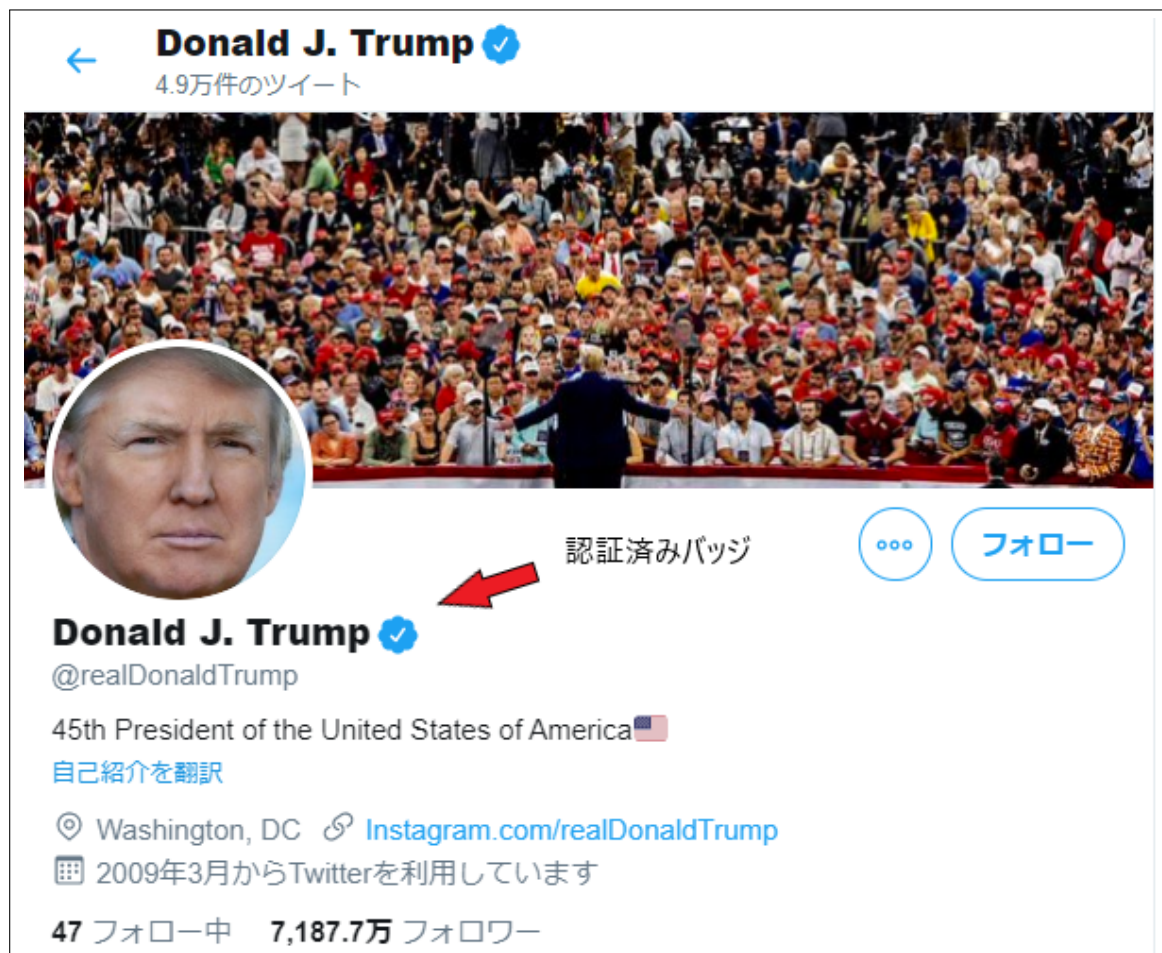 Donald J. Trump
4.9万件のツイート
認証済みバッジ
フォロー
Donald J. Trump
@realDonaldTrump
45th President of the United States of America🇺🇸
自己紹介を翻訳
Washington, DC Instagram.com/realDonaldTrump
2009年3月からTwitterを利用しています
47 フォロー中 7,187.7万 フォロワー